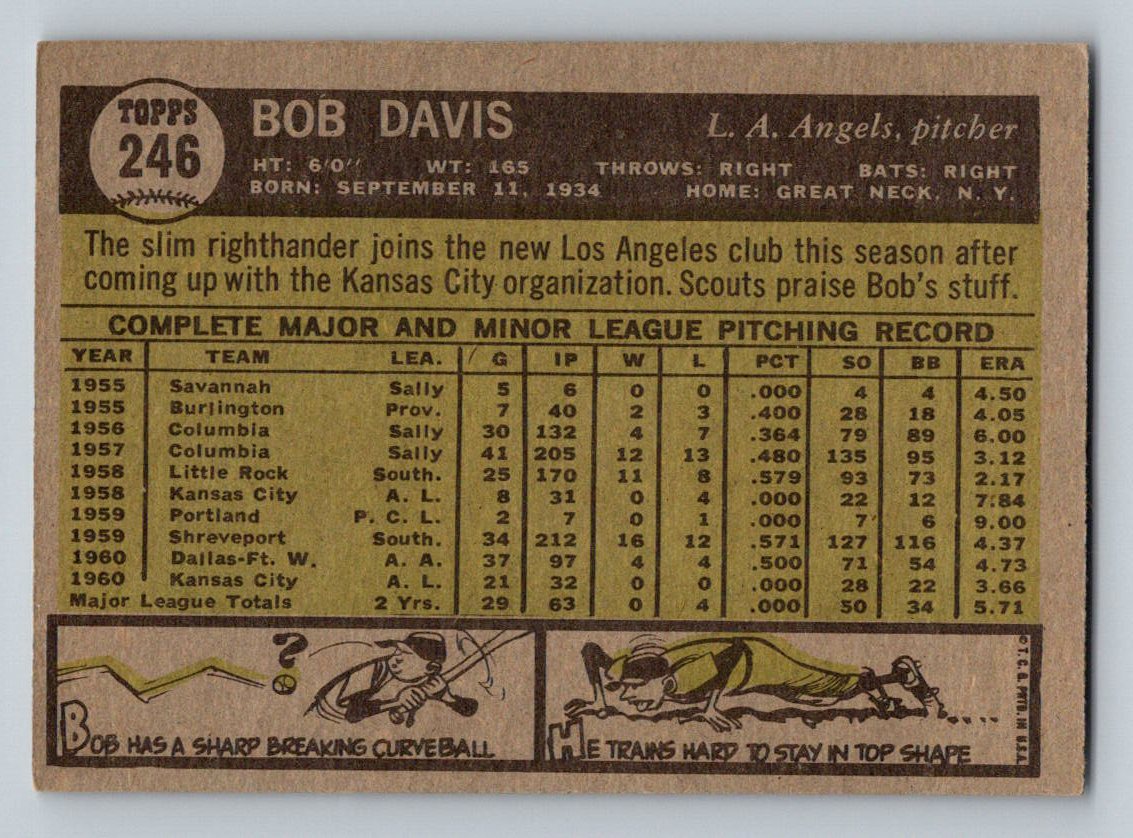 TOPPS
246
BOB DAVIS
L. A. Angels, pitcher
HT: 6'0" WT: 165 THROWS: RIGHT BATS: RIGHT
BORN: SEPTEMBER 11, 1934 HOME: GREAT NECK, N. Y.
The slim righthander joins the new Los Angeles club this season after
coming up with the Kansas City organization. Scouts praise Bob's stuff.
COMPLETE MAJOR AND MINOR LEAGUE PITCHING RECORD
YEAR TEAM LEA. G IP W L PCT SO BB ERA
1955 Savannah Sally 5 6 0 0 .000 4 4 4.50
1955 Burlington Prov. 7 40 2 3 .400 28 18 4.05
1956 Columbia Sally 30 132 4 7 .364 79 89 6.00
1957 Columbia Sally 41 205 12 13 .480 135 95 3.12
1958 Little Rock South. 25 170 11 8 .579 93 73 2.17
1958 Kansas City A. L. 8 31 0 4 .000 22 12 7.84
1959 Portland P. C. L. 2 7 0 1 .000 7 6 9.00
1959 Shreveport South. 34 212 16 12 .571 127 116 4.37
1960 Dallas-Ft. W. A. A. 37 97 4 4 .500 71 54 4.73
1960 Kansas City A. L. 21 32 0 0 .000 28 22 3.66
Major League Totals 2 Yrs. 29 63 0 4 .000 50 34 5.71
?
BOB HAS A SHARP BREAKING CURVEBALL
HE TRAINS HARD TO STAY IN TOP SHAPE
© T. C. G. PRTD. IN U.S.A.